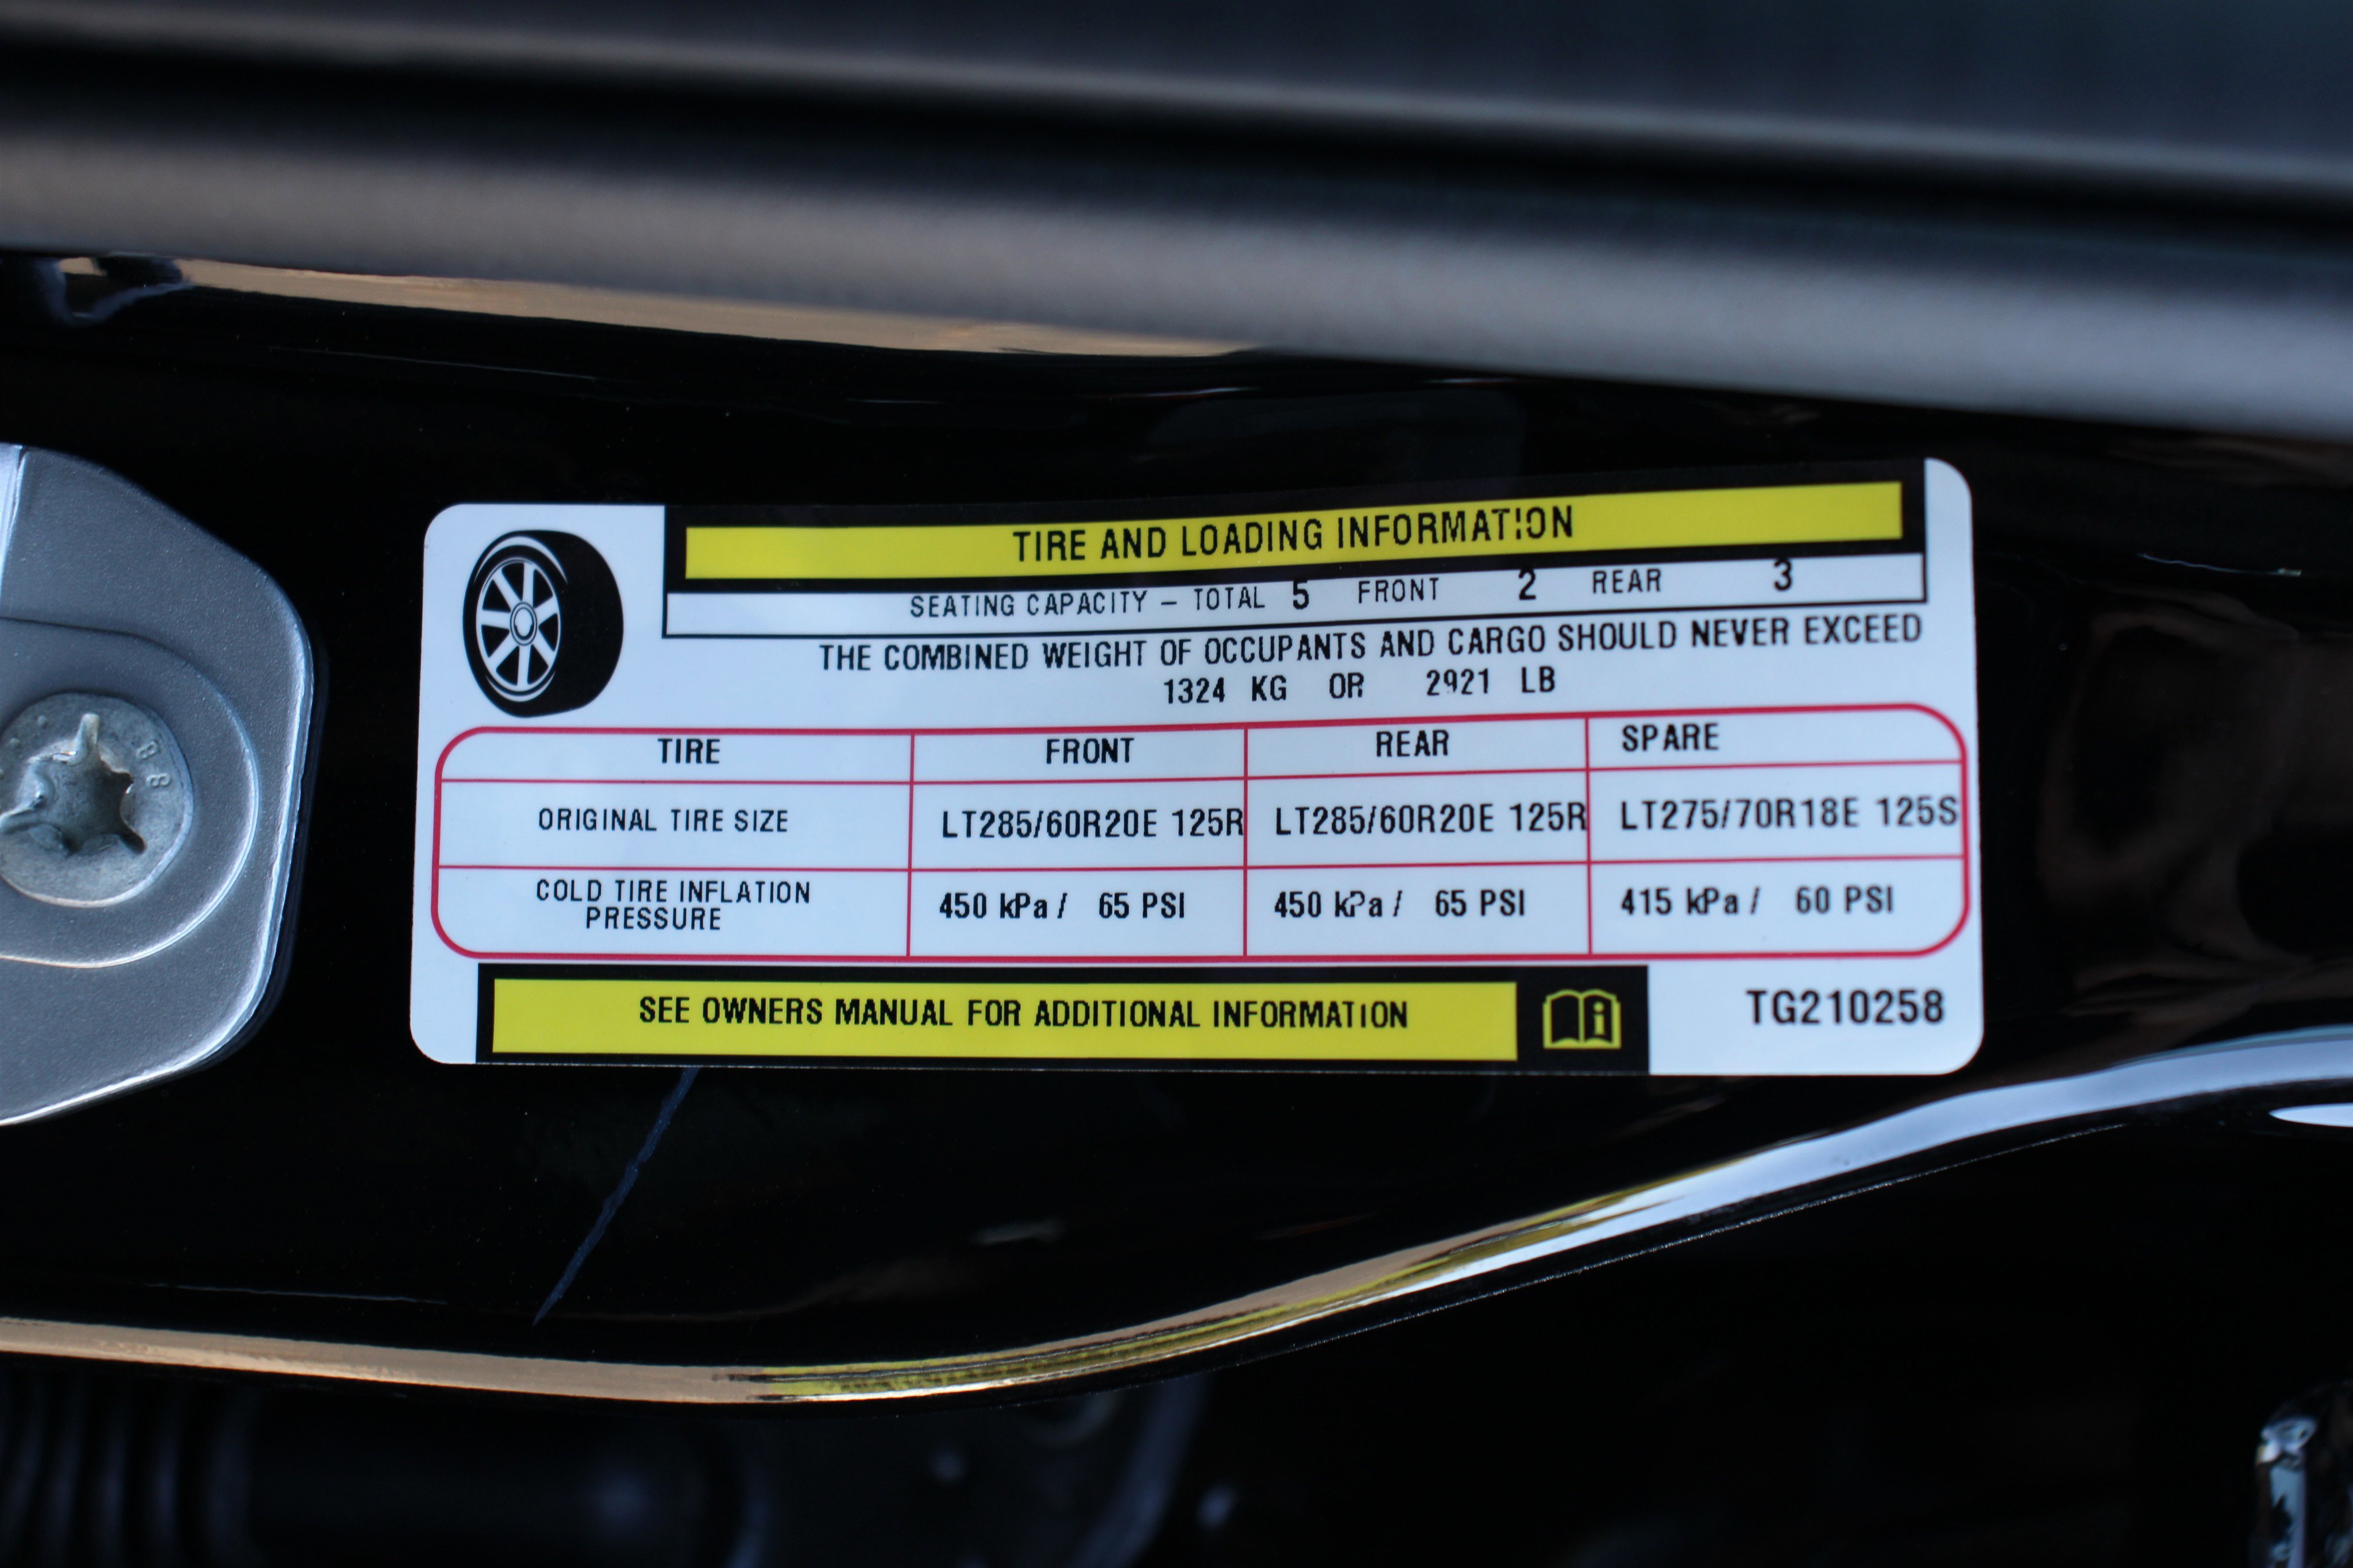 TIRE AND LOADING INFORMATION
SEATING CAPACITY – TOTAL 5 FRONT 2 REAR 3
THE COMBINED WEIGHT OF OCCUPANTS AND CARGO SHOULD NEVER EXCEED
1324 KG OR 2921 LB
TIRE FRONT REAR SPARE
ORIGINAL TIRE SIZE LT285/60R20E 125R LT285/60R20E 125R LT275/70R18E 125S
COLD TIRE INFLATION
PRESSURE 450 kPa / 65 PSI 450 kPa / 65 PSI 415 kPa / 60 PSI
SEE OWNERS MANUAL FOR ADDITIONAL INFORMATION
TG210258
8 8